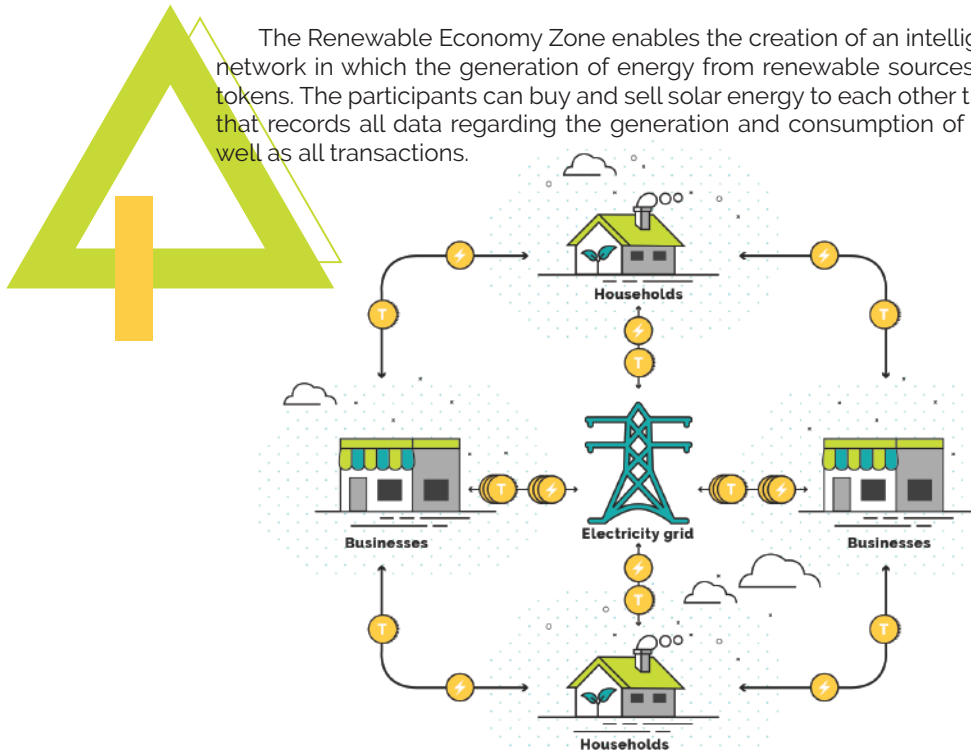 The Renewable Economy Zone enables the creation of an intellig
network in which the generation of energy from renewable sources
tokens. The participants can buy and sell solar energy to each other t
that records all data regarding the generation and consumption of
well as all transactions.
Households
T
T
T
T
T
Businesses
Electricity grid
Businesses
T
T
T
Households